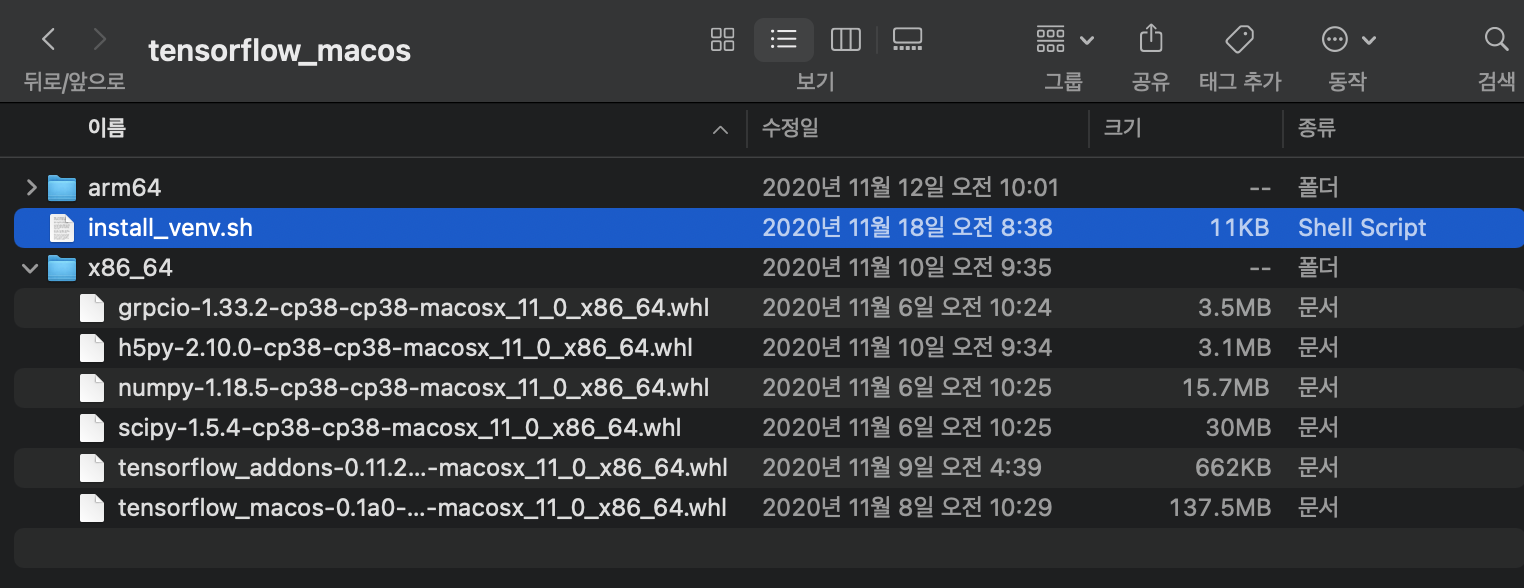 tensorflow_macos
뒤로/앞으로 보기 그룹 공유 태그 추가 동작 검색
이름 수정일 크기 종류
arm64 2020년 11월 12일 오전 10:01 -- 폴더
install_venv.sh 2020년 11월 18일 오전 8:38 11KB Shell Script
x86_64 2020년 11월 10일 오전 9:35 -- 폴더
grpcio-1.33.2-cp38-cp38-macosx_11_0_x86_64.whl 2020년 11월 6일 오전 10:24 3.5MB 문서
h5py-2.10.0-cp38-cp38-macosx_11_0_x86_64.whl 2020년 11월 10일 오전 9:34 3.1MB 문서
numpy-1.18.5-cp38-cp38-macosx_11_0_x86_64.whl 2020년 11월 6일 오전 10:25 15.7MB 문서
scipy-1.5.4-cp38-cp38-macosx_11_0_x86_64.whl 2020년 11월 6일 오전 10:25 30MB 문서
tensorflow_addons-0.11.2...-macosx_11_0_x86_64.whl 2020년 11월 9일 오전 4:39 662KB 문서
tensorflow_macos-0.1a0-...-macosx_11_0_x86_64.whl 2020년 11월 8일 오전 10:29 137.5MB 문서